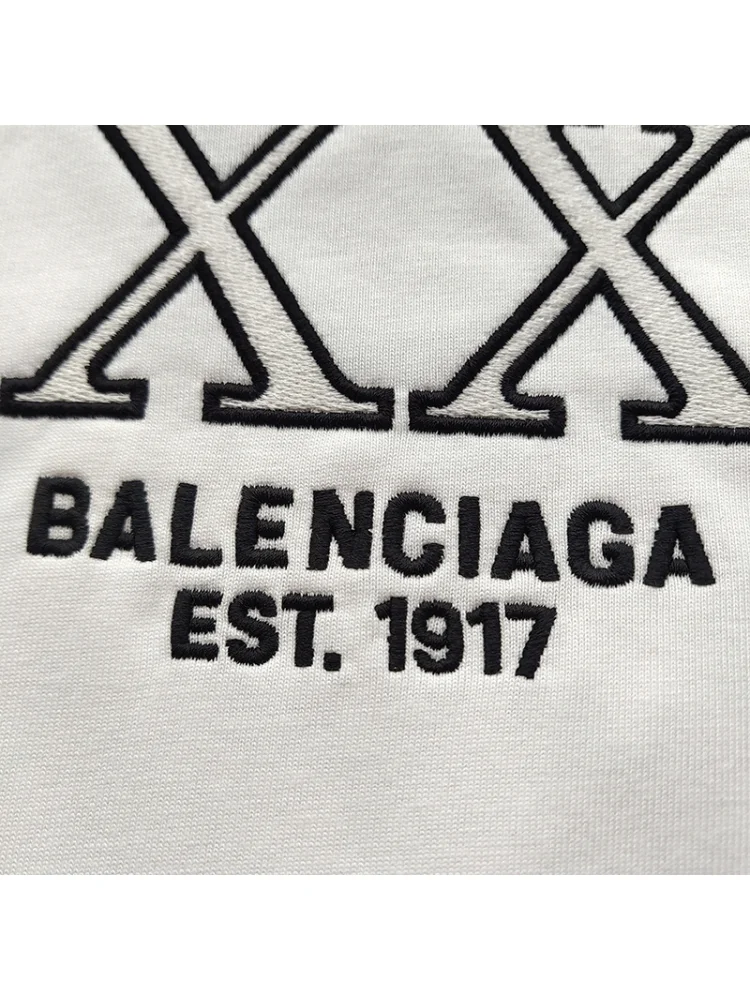 XX
BALENCIAGA
EST. 1917